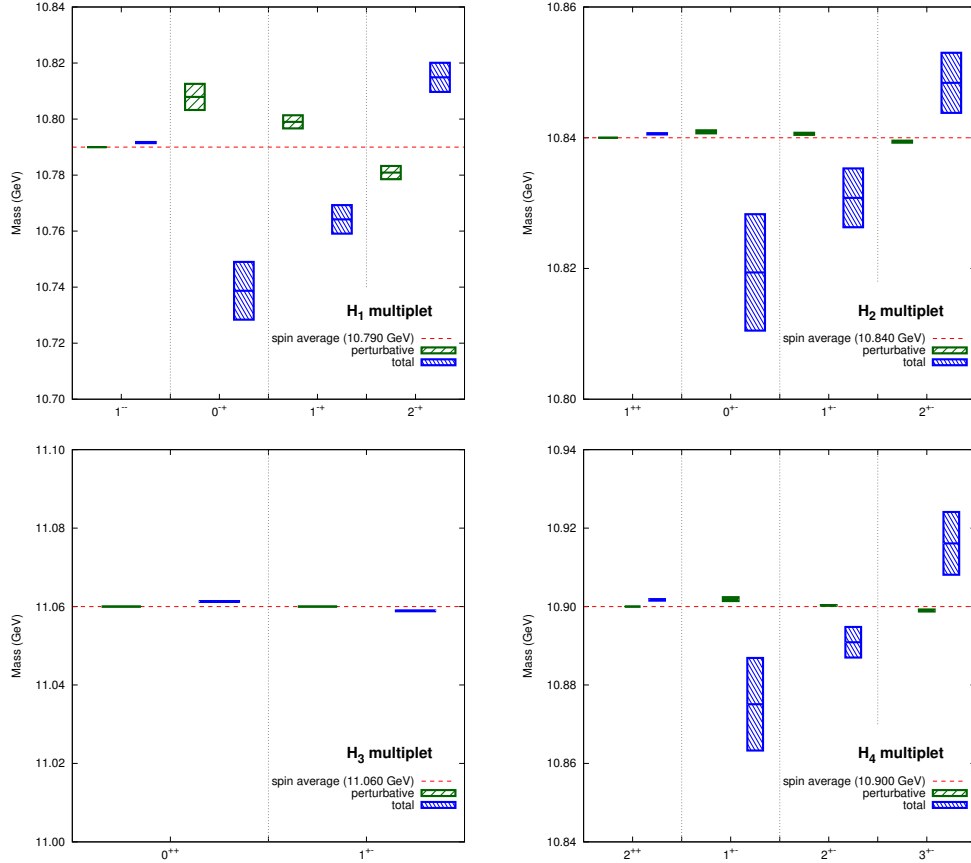 10.82
10.80
10.78
10.76
10.74
10.72
10.70
Mass (GeV)
H1 multiplet
spin average (10.790 GeV)
perturbative
total
1-- 0-+ 1-+ 2-+
10.86
10.84
10.82
10.80
Mass (GeV)
H2 multiplet
spin average (10.840 GeV)
perturbative
total
1++ 0+- 1+- 2+-
11.10
11.08
11.06
11.04
11.02
11.00
Mass (GeV)
H3 multiplet
spin average (11.060 GeV)
perturbative
total
0++ 1+-
10.94
10.92
10.90
10.88
10.86
10.84
Mass (GeV)
H4 multiplet
spin average (10.900 GeV)
perturbative
total
2++ 1+- 2+- 3+-